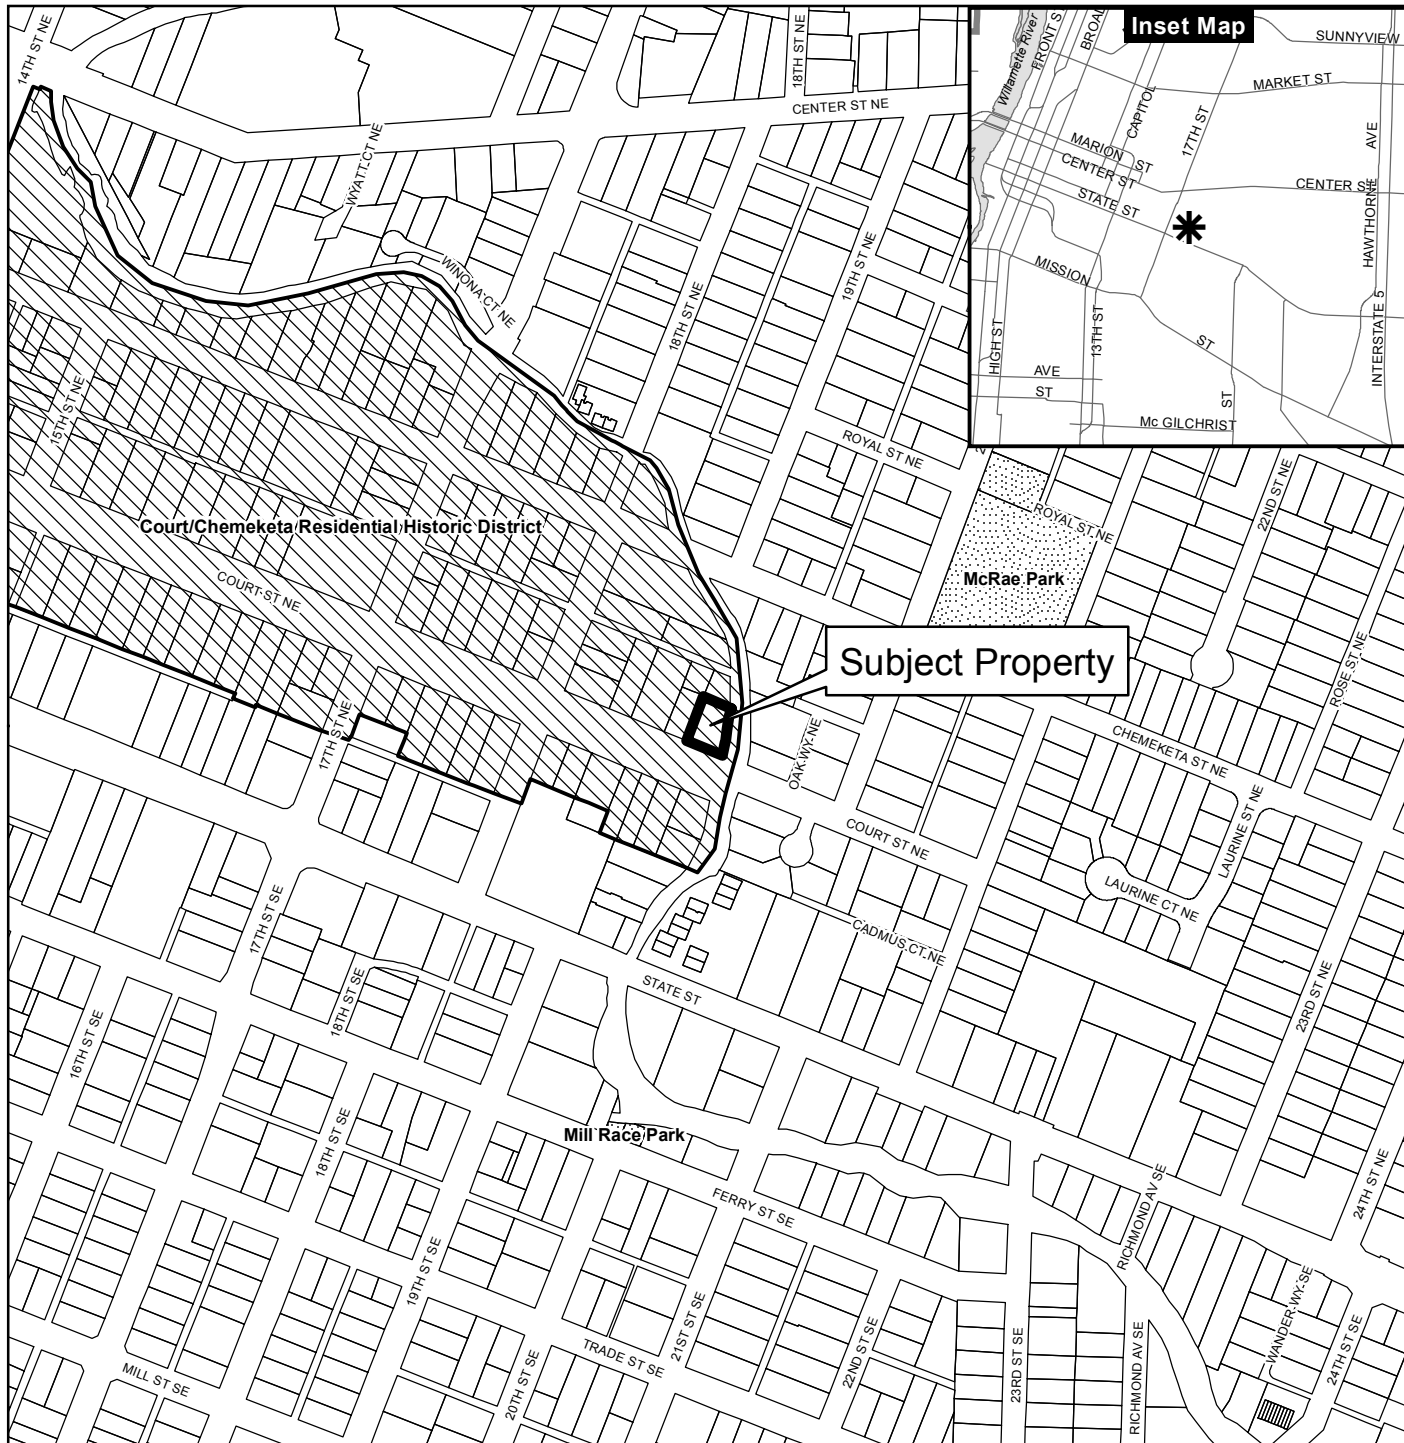 Inset Map
Willamette River
FRONT S
BROAD
SUNNYVIEW
MARKET ST
CAPITOL
17TH ST
AVE
HAWTHORNE
MARION ST
CENTER ST
CENTER S
STATE ST
MISSION
ST
HIGH ST
13TH ST
INTERSTATE 5
AVE
ST
ST
Mc GILCHRIST
14TH ST NE
18TH ST NE
CENTER ST NE
WYATT CT NE
WINONA CT NE
18TH ST NE
19TH ST NE
15TH ST NE
ROYAL ST NE
22ND ST NE
ROYAL ST NE
Court/Chemeketa Residential Historic District
McRae Park
COURT ST NE
Subject Property
ROSE ST NE
17TH ST NE
OAK WY NE
CHEMEKETA ST NE
COURT ST NE
LAURINE ST NE
LAURINE CT NE
17TH ST SE
CADMUS CT NE
18TH ST SE
STATE ST
23RD ST NE
16TH ST SE
Mill Race Park
18TH ST SE
FERRY ST SE
24TH ST NE
RICHMOND AV SE
19TH ST SE
WANDER WY SE
21ST ST SE
22ND ST SE
23RD ST SE
RICHMOND AV SE
24TH ST SE
TRADE ST SE
MILL ST SE
20TH ST SE